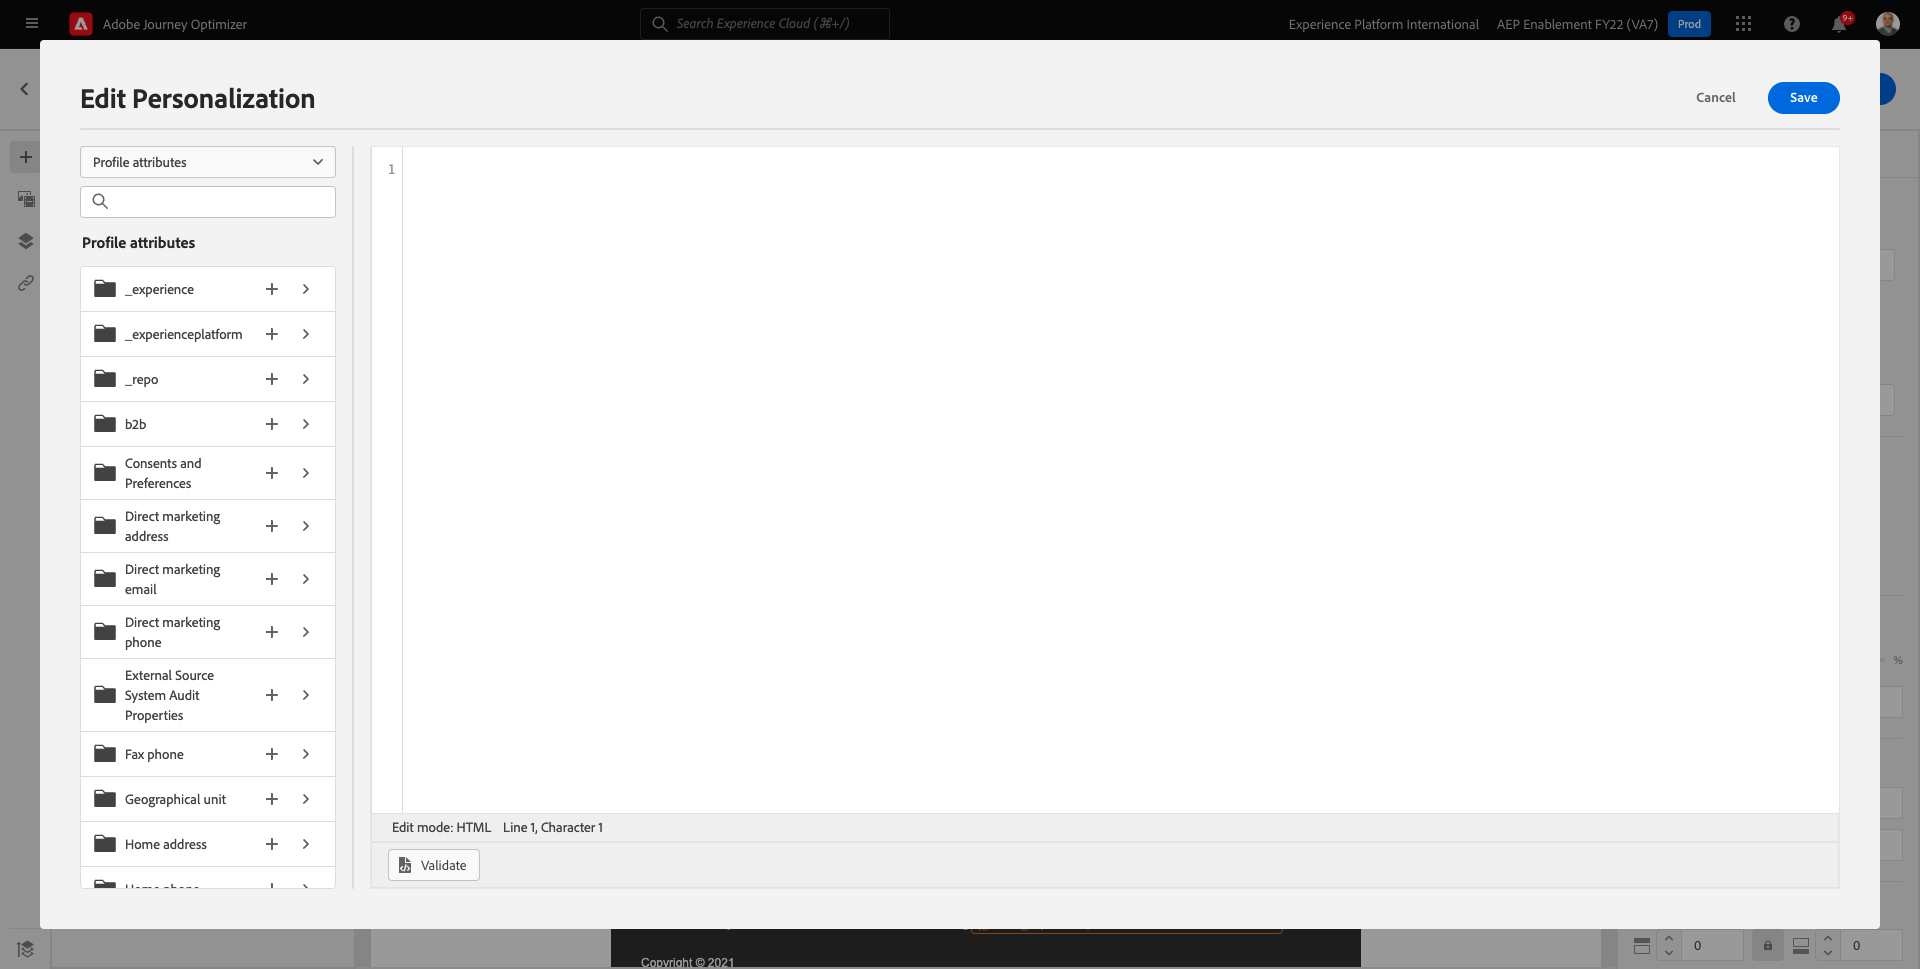 Adobe Journey Optimizer
Search Experience Cloud (⌘+/)
Experience Platform International
AEP Enablement FY22 (VA7)
Prod
9+
Edit Personalization
Cancel
Save
Profile attributes
Profile attributes
_experience
_experienceplatform
_repo
b2b
Consents and
Preferences
Direct marketing
address
Direct marketing
email
Direct marketing
phone
External Source
System Audit
Properties
Fax phone
Geographical unit
Home address
Home phone
1
Edit mode: HTML Line 1, Character 1
Validate
%
Copyright © 2021
0
0